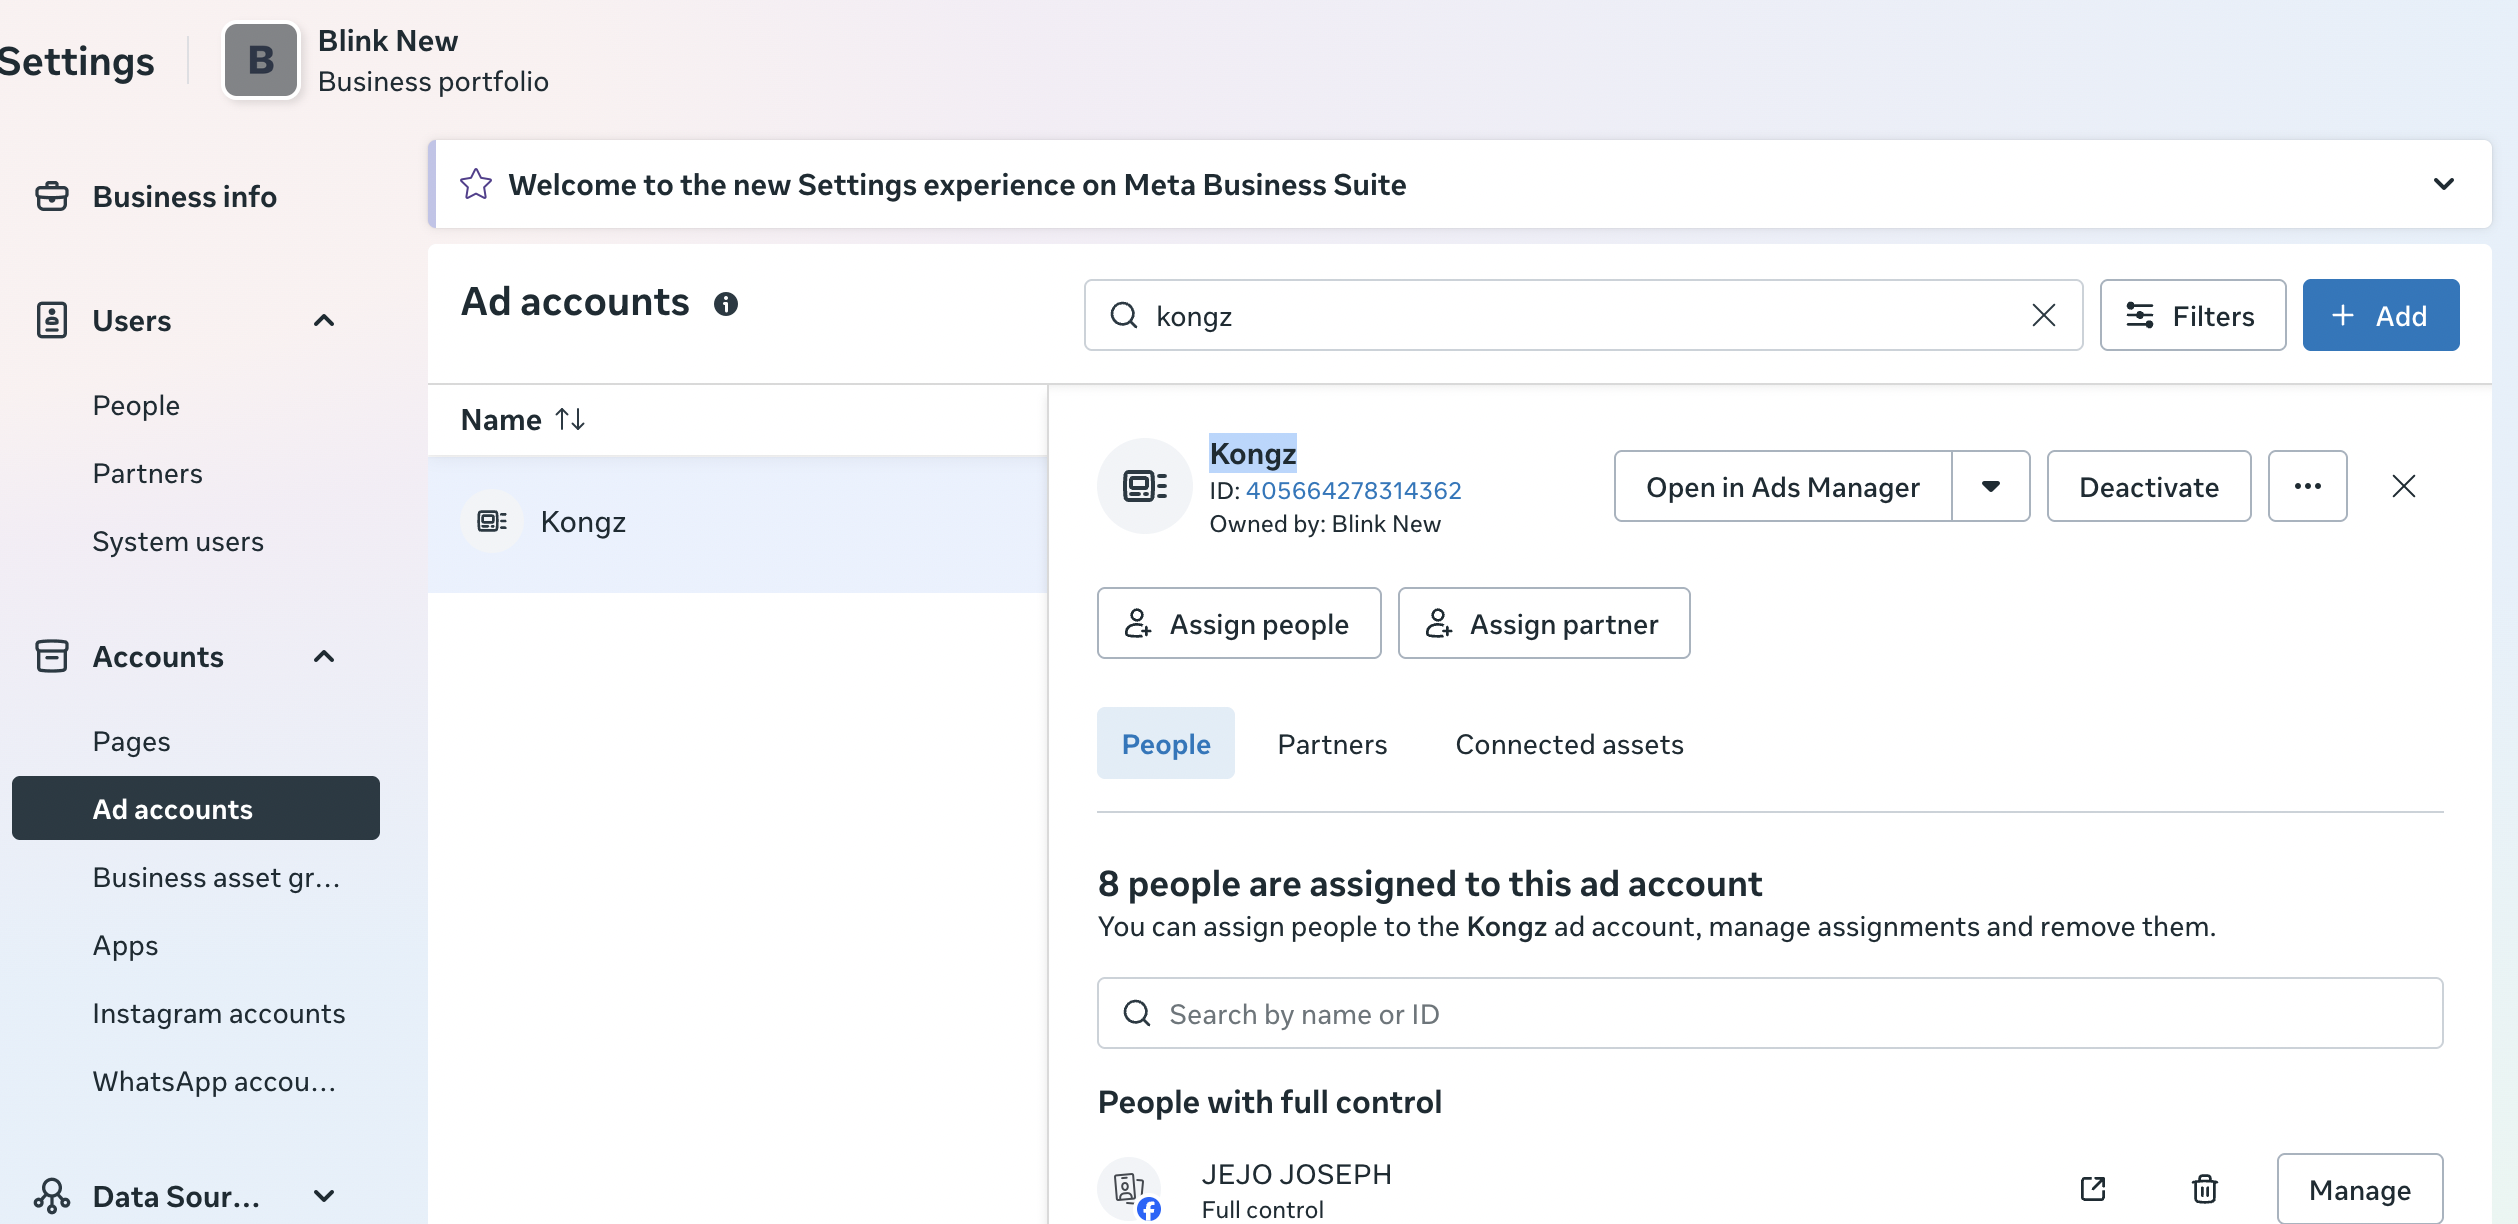 Settings
B
Blink New
Business portfolio
Business info
Users
People
Partners
System users
Accounts
Pages
Ad accounts
Business asset gr...
Apps
Instagram accounts
WhatsApp accou...
Data Sour...
Welcome to the new Settings experience on Meta Business Suite
Ad accounts
kongz
Filters
+ Add
Name
Kongz
Kongz
ID: 405664278314362
Owned by: Blink New
Open in Ads Manager
Deactivate
...
Assign people
Assign partner
People
Partners
Connected assets
8 people are assigned to this ad account
You can assign people to the Kongz ad account, manage assignments and remove them.
Search by name or ID
People with full control
JEJO JOSEPH
Full control
Manage